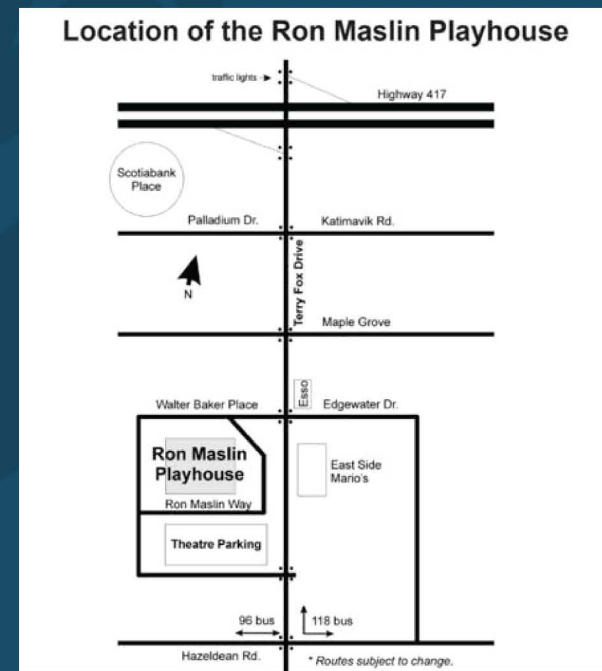 Location of the Ron Maslin Playhouse
traffic lights
Highway 417
Scotiabank
Place
Palladium Dr.
Katimavik Rd.
N
Terry Fox Drive
Maple Grove
Esso
Walter Baker Place
Edgewater Dr.
Ron Maslin
Playhouse
East Side
Mario's
Ron Maslin Way
Theatre Parking
96 bus
118 bus
Hazeldean Rd.
* Routes subject to change.